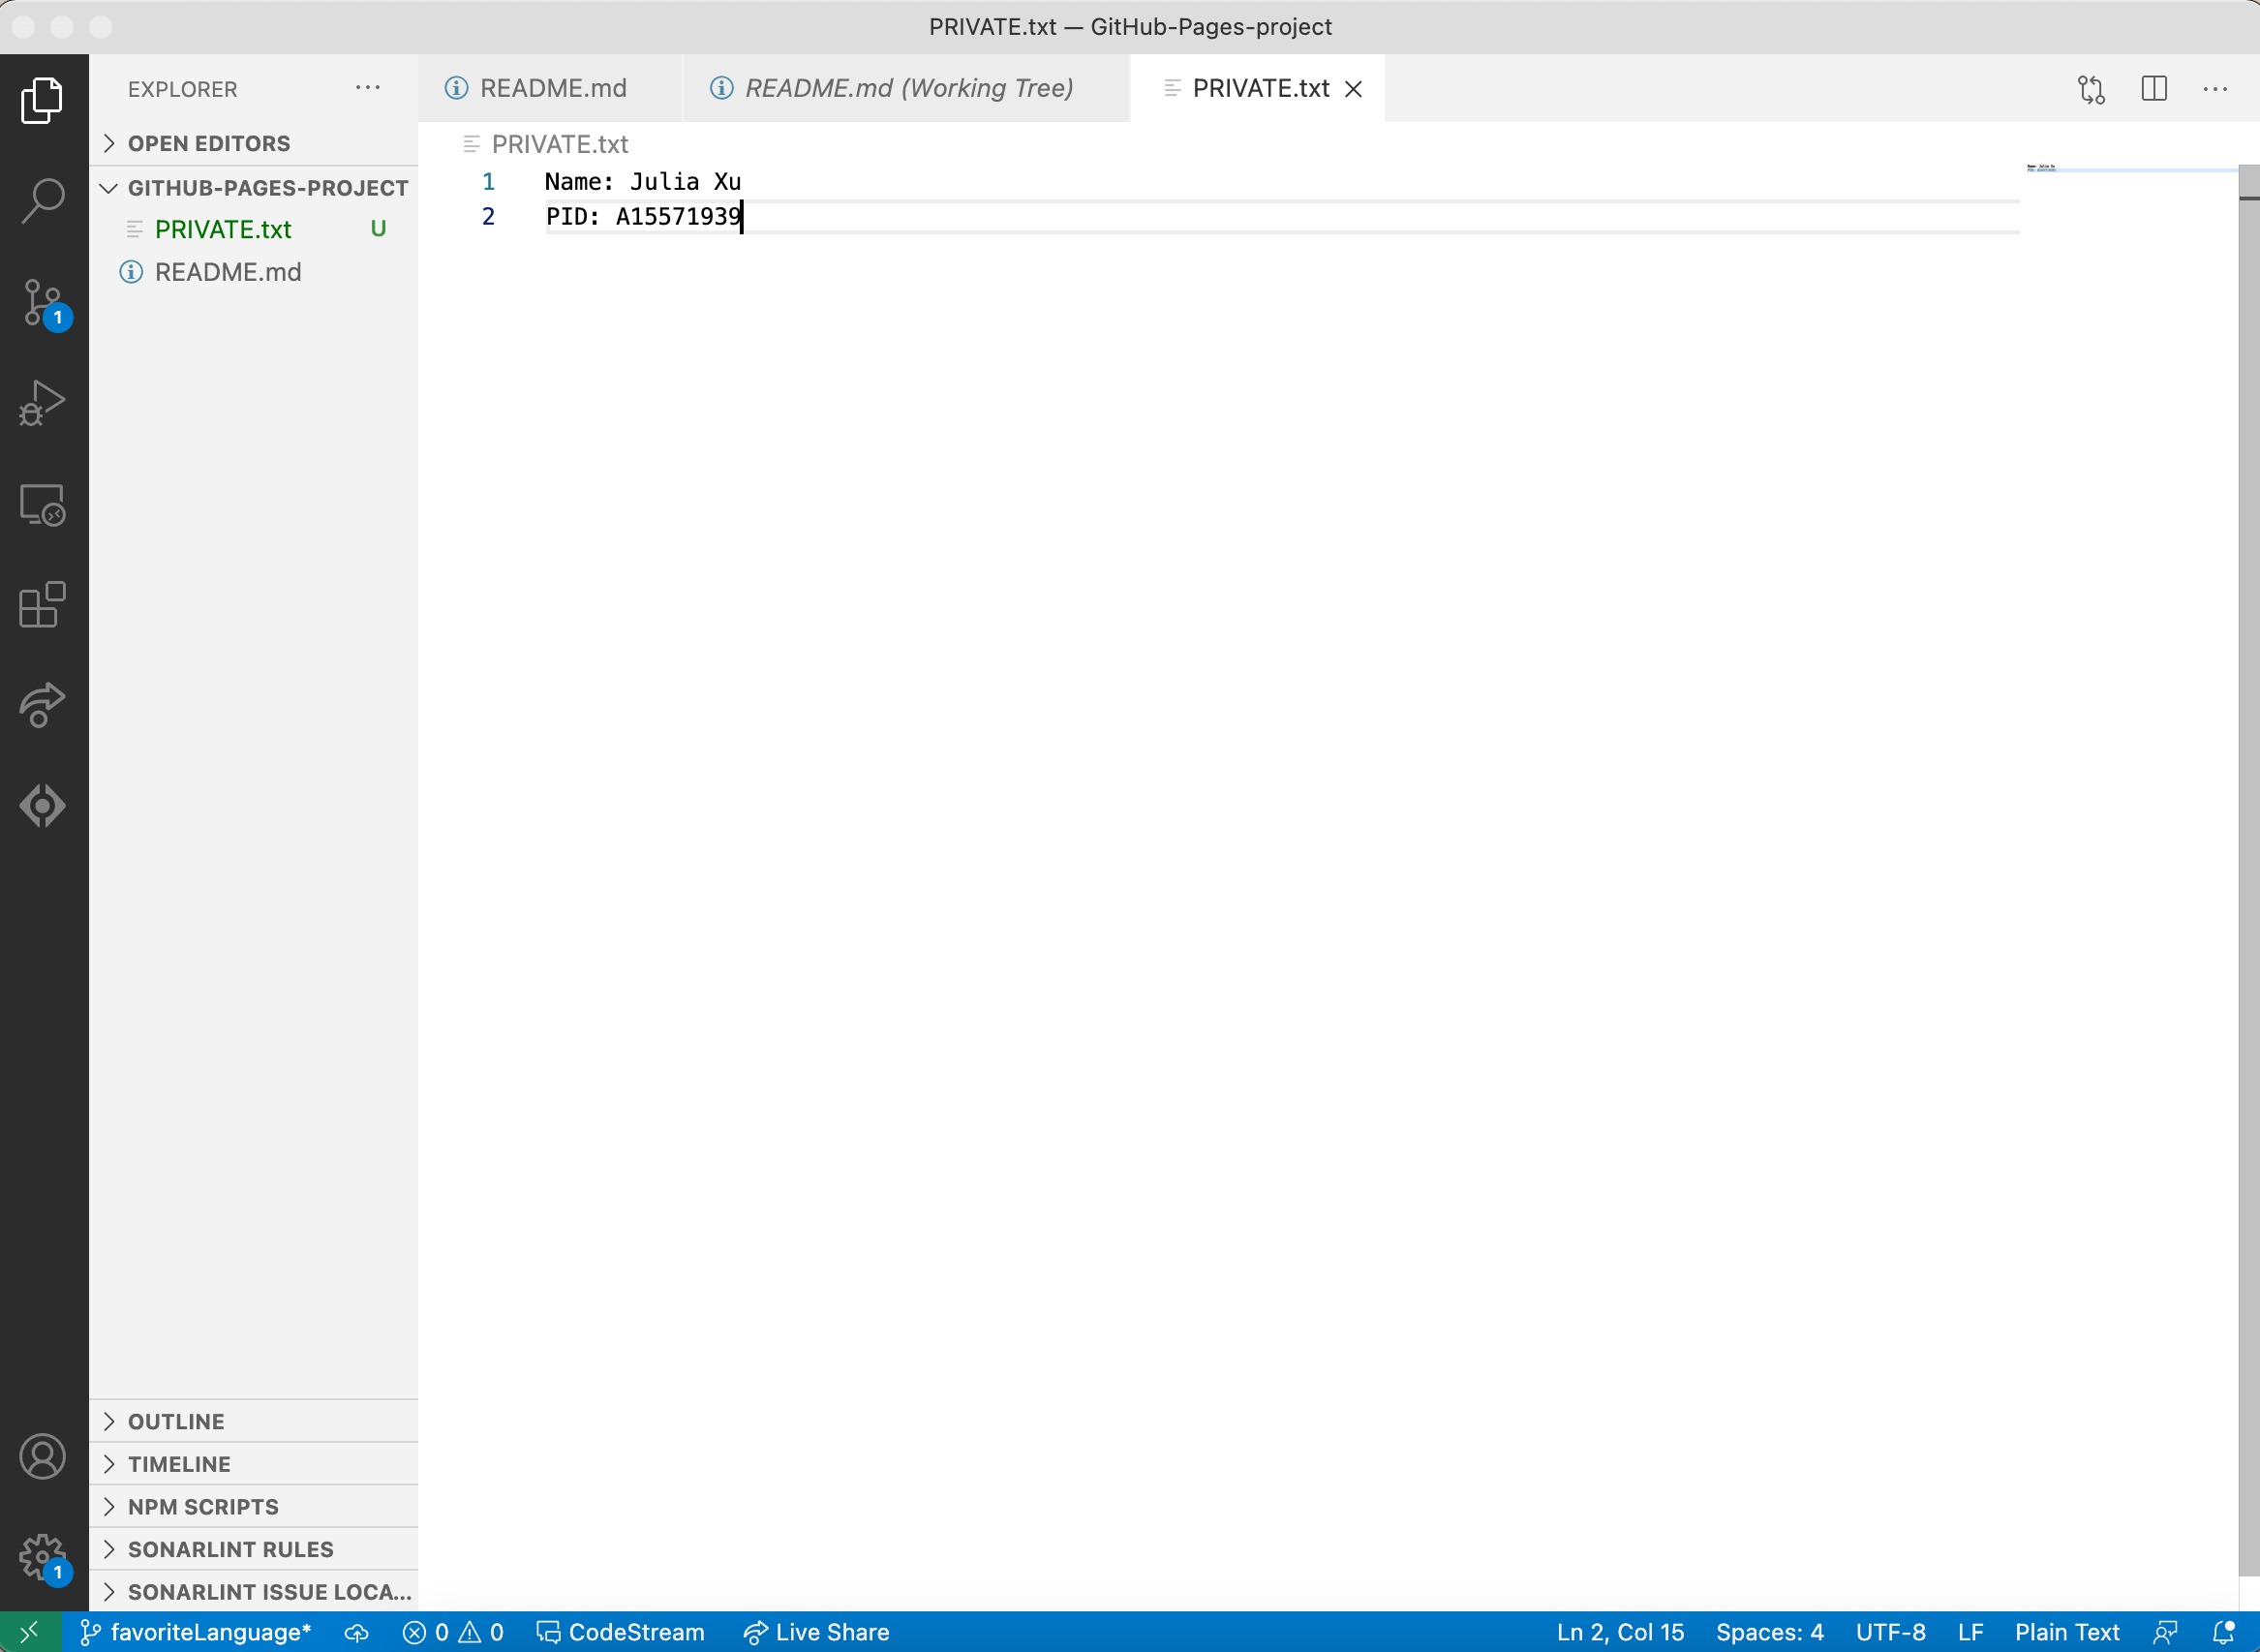 PRIVATE.txt — GitHub-Pages-project
EXPLORER
README.md
README.md (Working Tree)
PRIVATE.txt
OPEN EDITORS
PRIVATE.txt
GITHUB-PAGES-PROJECT
1 Name: Julia Xu
2 PID: A15571939
PRIVATE.txt U
README.md
1
OUTLINE
TIMELINE
NPM SCRIPTS
SONARLINT RULES
1
SONARLINT ISSUE LOCA...
favoriteLanguage* 0 0 CodeStream Live Share Ln 2, Col 15 Spaces: 4 UTF-8 LF Plain Text